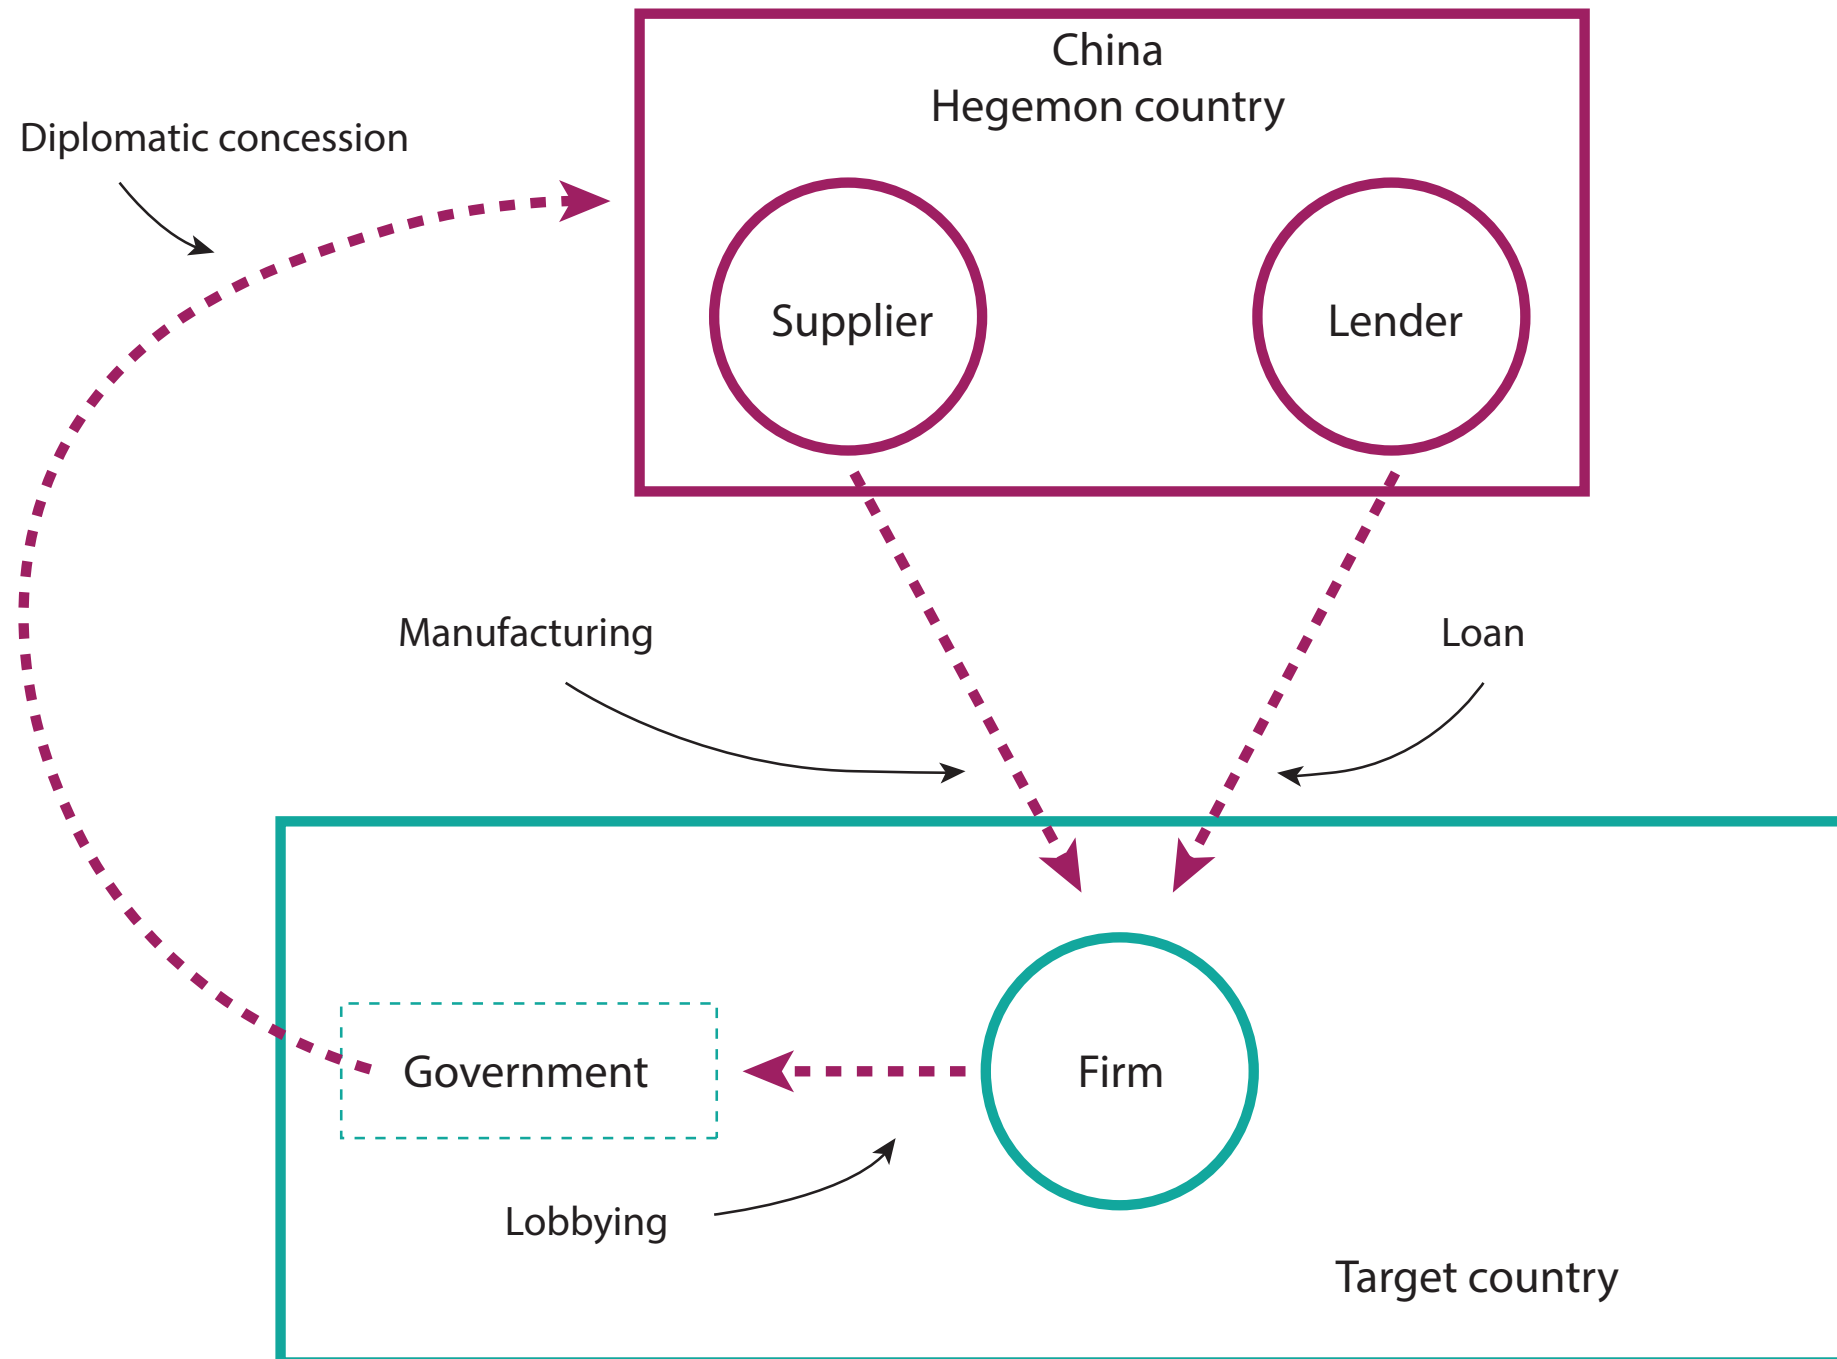 China
Hegemon country
Diplomatic concession
Supplier
Lender
Manufacturing
Loan
Government
Firm
Lobbying
Target country